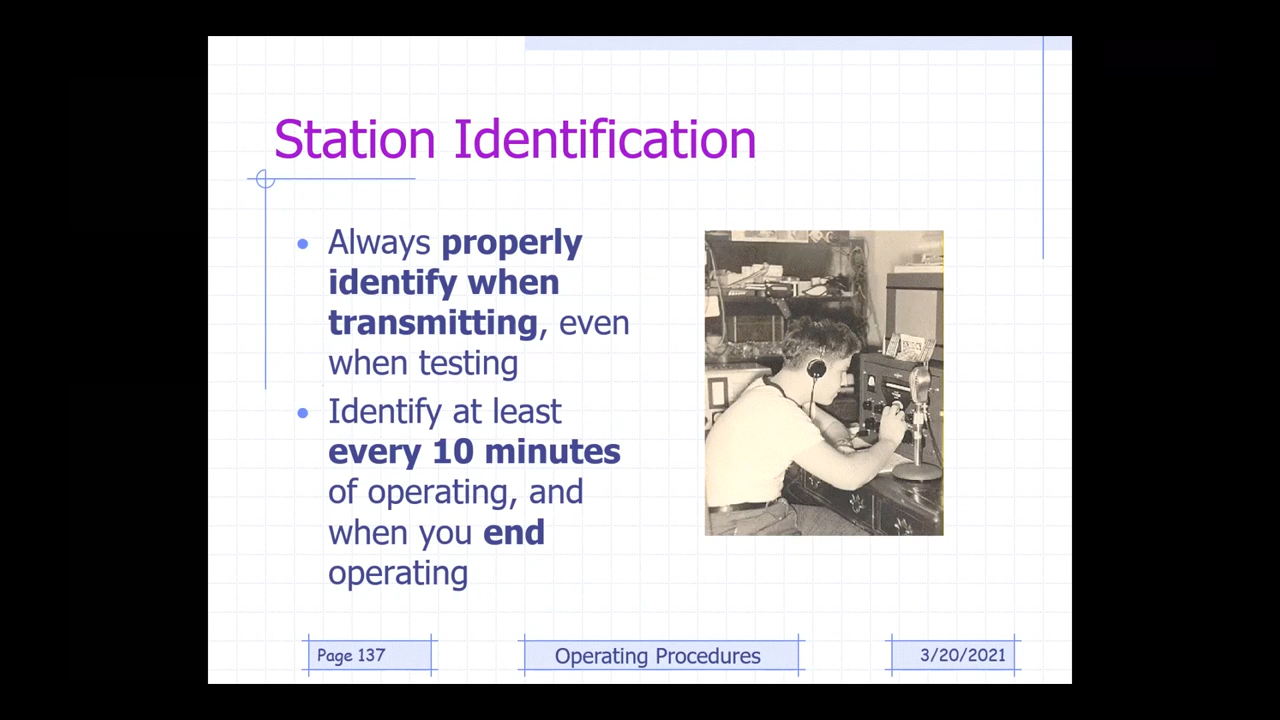 Station Identification
• Always properly
identify when
transmitting, even
when testing
• Identify at least
every 10 minutes
of operating, and
when you end
operating
Page 137
Operating Procedures
3/20/2021